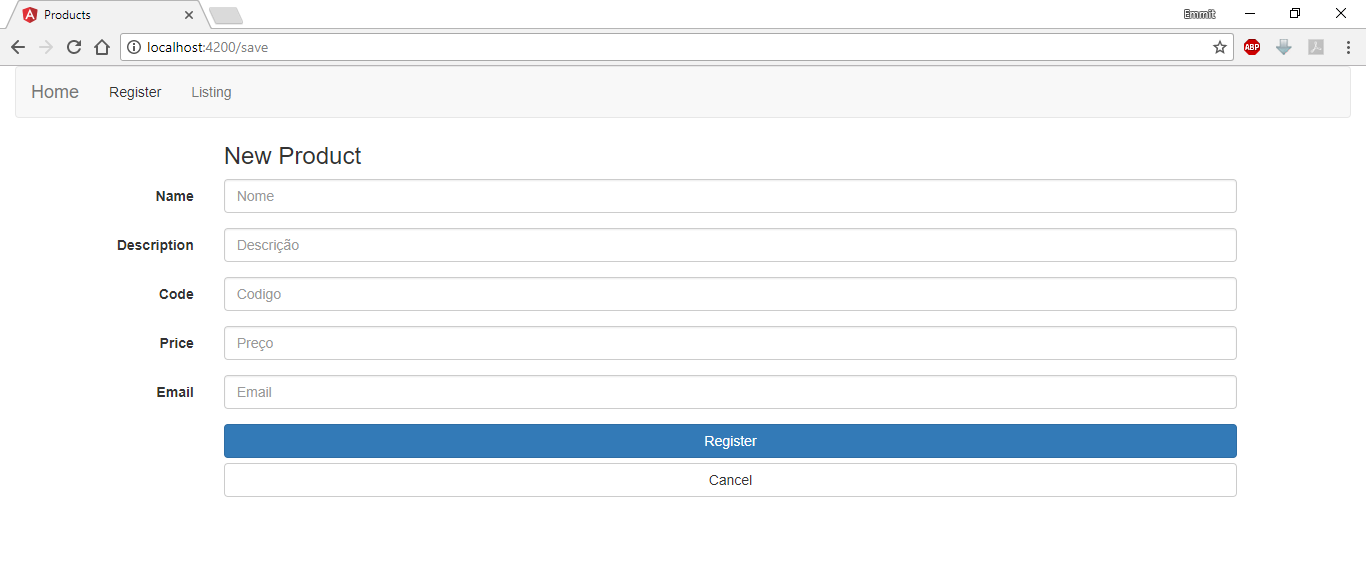 Products
Emmit
localhost:4200/save
ABP
Home Register Listing
New Product
Name Nome
Description Descrição
Code Codigo
Price Preço
Email Email
Register
Cancel